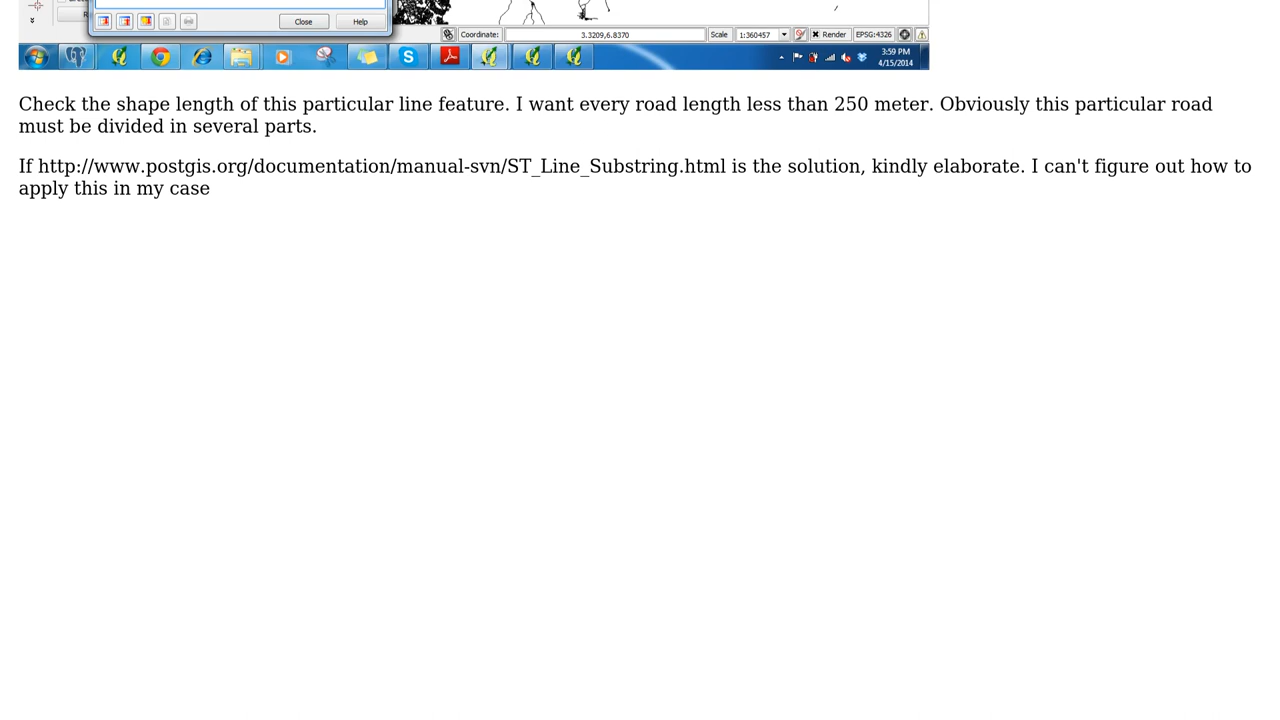 Close
Help
Coordinate:
3.3209,6.8370
Scale
1:360457
Render
EPSG:4326
3:59 PM
4/15/2014
Check the shape length of this particular line feature. I want every road length less than 250 meter. Obviously this particular road
must be divided in several parts.
If http://www.postgis.org/documentation/manual-svn/ST_Line_Substring.html is the solution, kindly elaborate. I can't figure out how to
apply this in my case